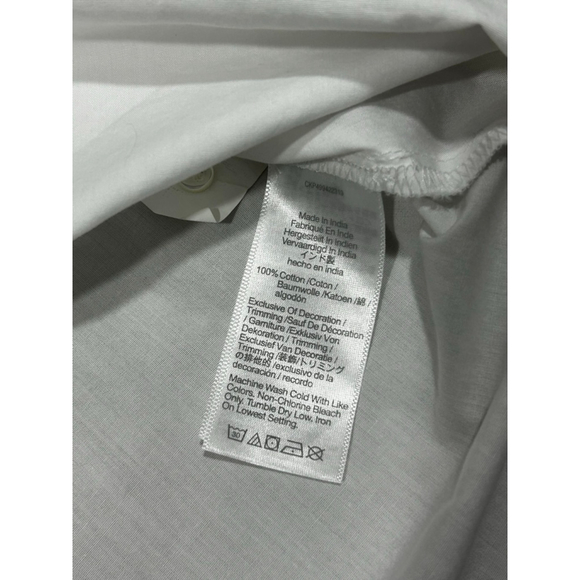 Made In India
Fabriqué En Inde
Hergestellt In Indien
Vervaardigd In India
インド製
hecho en india
100% Cotton /Coton /
Baumwolle /Katoen /綿 /
algodón
Exclusive Of Decoration /
Trimming /Sauf De Décoration
/ Garniture /Exklusiv Von
Dekoration / Trimming /
Exclusief Van Decoratie /
Trimming /装飾/トリミング
の排他的 /exclusivo de la
decoración / recordo
Machine Wash Cold With Like
Colors. Non-Chlorine Bleach
Only. Tumble Dry Low. Iron
On Lowest Setting.
30